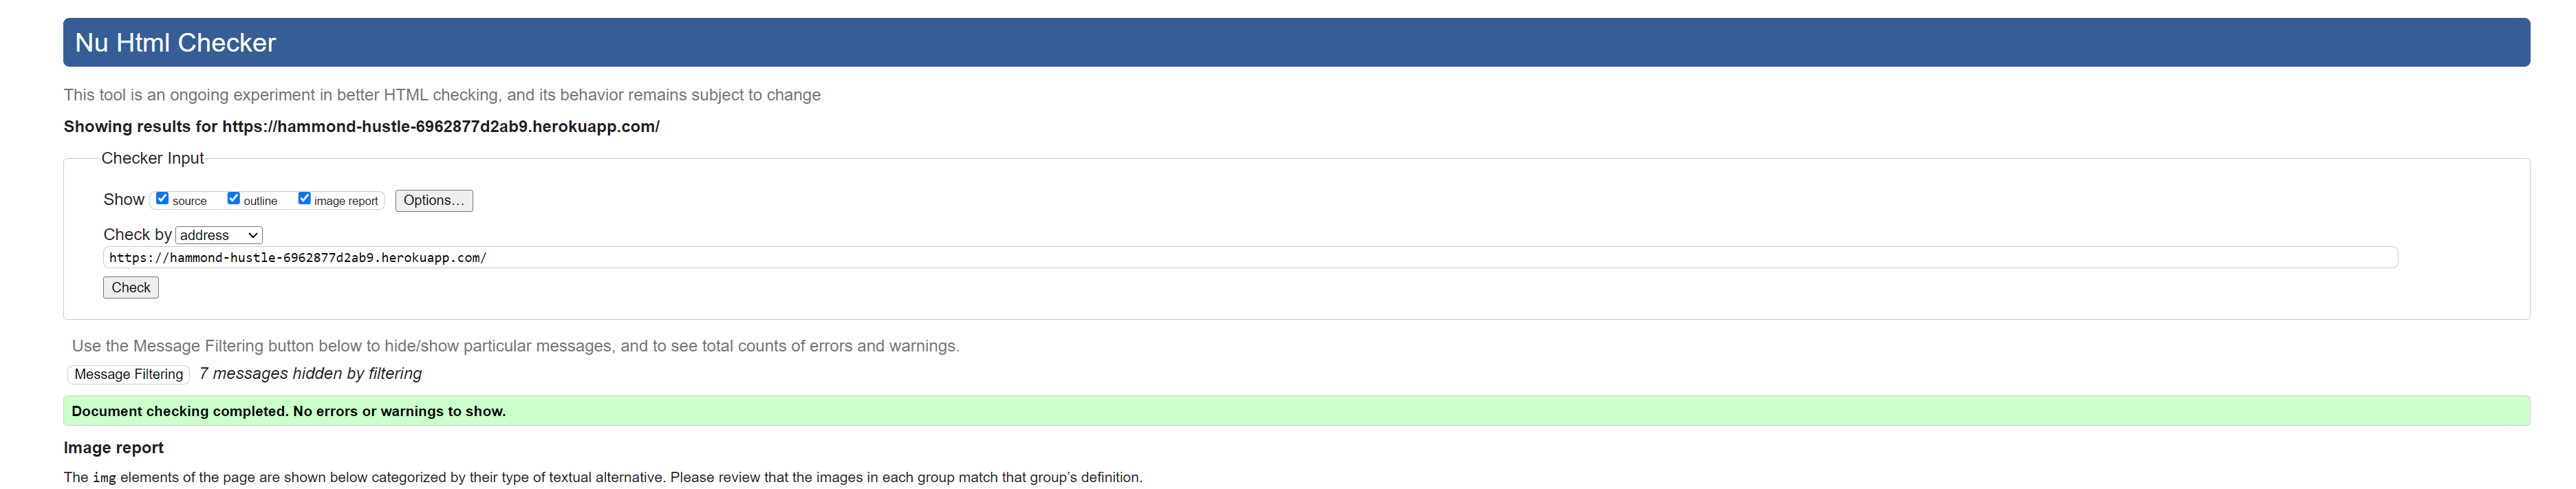 Nu Html Checker
This tool is an ongoing experiment in better HTML checking, and its behavior remains subject to change
Showing results for https://hammond-hustle-6962877d2ab9.herokuapp.com/
Checker Input
Show source outline image report Options…
Check by address
https://hammond-hustle-6962877d2ab9.herokuapp.com/
Check
Use the Message Filtering button below to hide/show particular messages, and to see total counts of errors and warnings.
Message Filtering 7 messages hidden by filtering
Document checking completed. No errors or warnings to show.
Image report
The img elements of the page are shown below categorized by their type of textual alternative. Please review that the images in each group match that group’s definition.